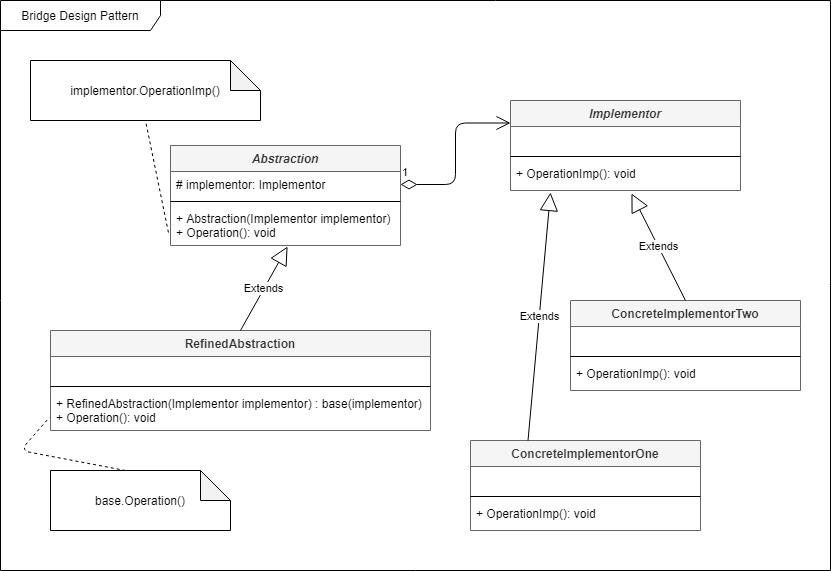 Bridge Design Pattern
implementor.OperationImp()
Abstraction
# implementor: Implementor
+ Abstraction(Implementor implementor)
+ Operation(): void
1
Implementor
+ OperationImp(): void
Extends
Extends
Extends
RefinedAbstraction
+ RefinedAbstraction(Implementor implementor) : base(implementor)
+ Operation(): void
base.Operation()
ConcreteImplementorTwo
+ OperationImp(): void
ConcreteImplementorOne
+ OperationImp(): void